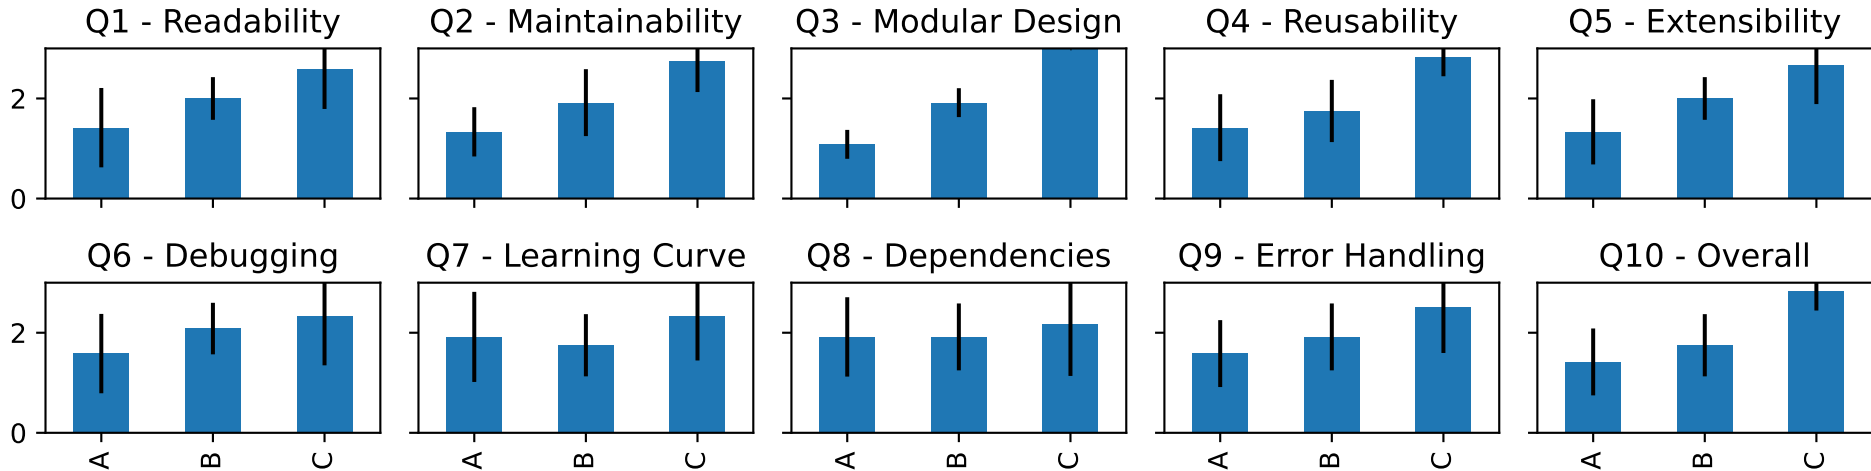 Q1 - Readability
Q2 - Maintainability
Q3 - Modular Design
Q4 - Reusability
Q5 - Extensibility
2
0
Q6 - Debugging
Q7 - Learning Curve
Q8 - Dependencies
Q9 - Error Handling
Q10 - Overall
2
0
A B C A B C A B C A B C A B C